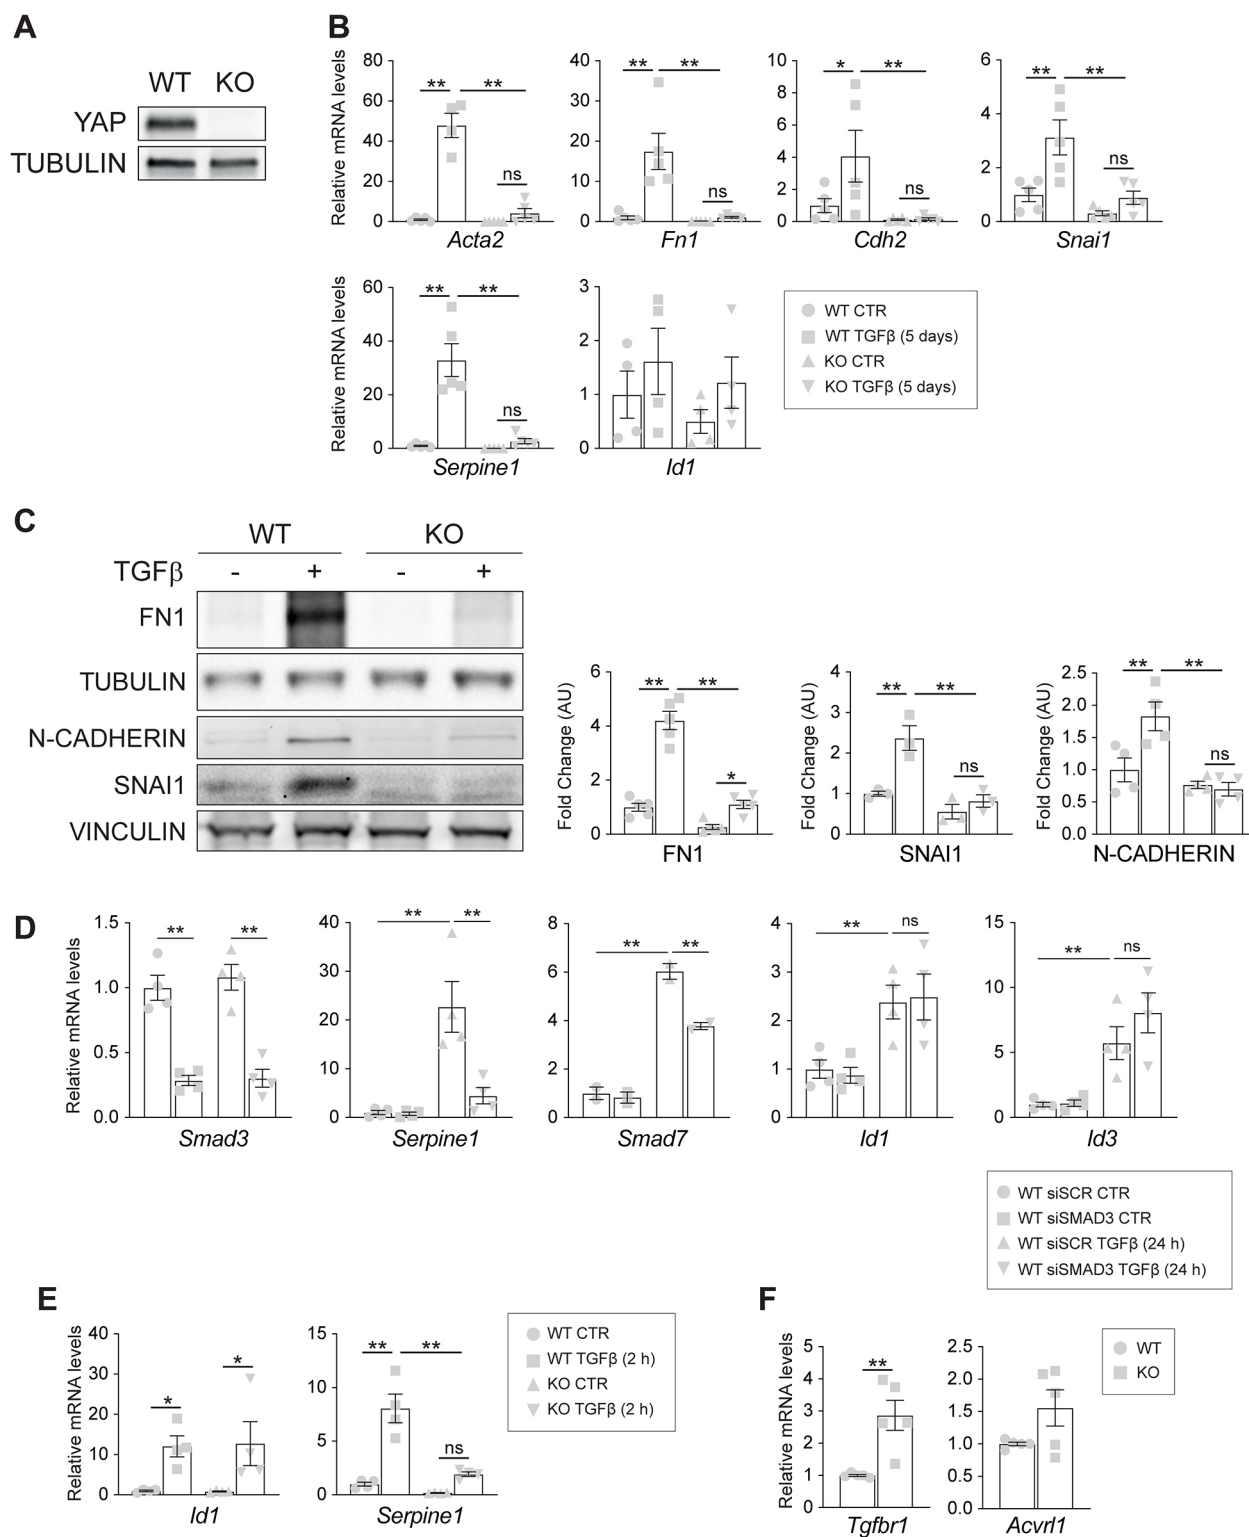 A
WT KO
YAP
TUBULIN
B
Relative mRNA levels
80
60
40
20
0
** **
ns
Acta2
40
30
20
10
0
** **
ns
Fn1
10
8
6
4
2
0
* **
ns
Cdh2
6
4
2
0
** **
ns
Snai1
Relative mRNA levels
60
40
20
0
** **
ns
Serpine1
3
2
1
0
Id1
WT CTR
WT TGFβ (5 days)
KO CTR
KO TGFβ (5 days)
C
WT KO
TGFβ - + - +
FN1
TUBULIN
N-CADHERIN
SNAI1
VINCULIN
Fold Change (AU)
6
4
2
0
** **
*
FN1
Fold Change (AU)
4
3
2
1
0
** **
ns
SNAI1
Fold Change (AU)
2.5
2.0
1.5
1.0
0.5
0.0
** **
ns
N-CADHERIN
D
Relative mRNA levels
1.5
1.0
0.5
0.0
** **
Smad3
40
30
20
10
0
** **
Serpine1
8
6
4
2
0
** **
Smad7
4
3
2
1
0
** ns
Id1
15
10
5
0
** ns
Id3
WT siSCR CTR
WT siSMAD3 CTR
WT siSCR TGFβ (24 h)
WT siSMAD3 TGFβ (24 h)
E
Relative mRNA levels
40
30
20
10
0
* *
Id1
15
10
5
0
** **
ns
Serpine1
WT CTR
WT TGFβ (2 h)
KO CTR
KO TGFβ (2 h)
F
Relative mRNA levels
5
4
3
2
1
0
**
Tgfbr1
2.5
2.0
1.5
1.0
0.5
0.0
Acvrl1
WT
KO